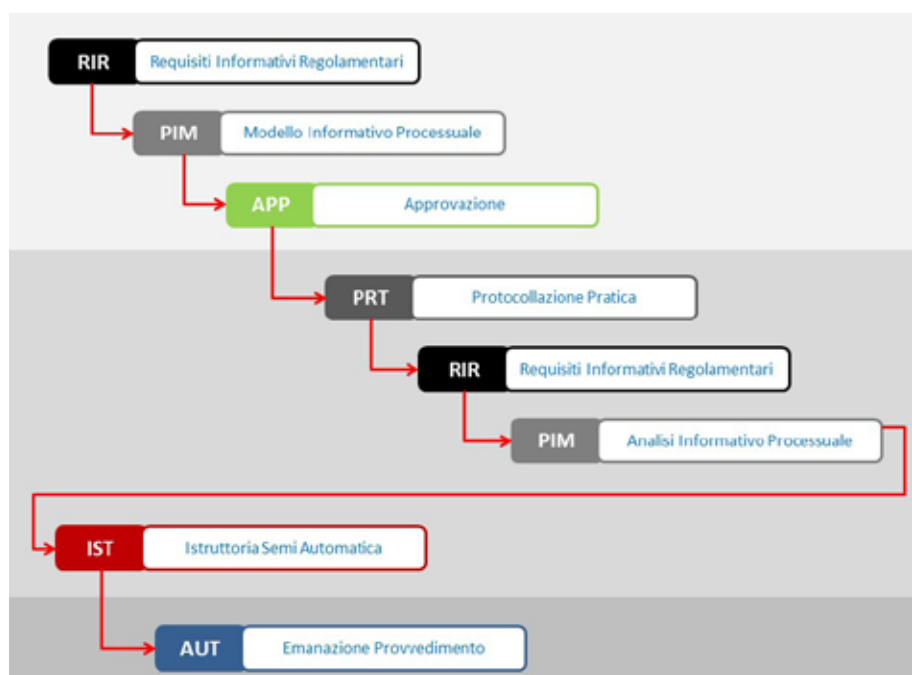 RIR Requisiti Informativi Regolamentari
PIM Modello Informativo Processuale
APP Approvazione
PRT Protocollazione Pratica
RIR Requisiti Informativi Regolamentari
PIM Analisi Informativo Processuale
IST Istruttoria Semi Automatica
AUT Emanazione Provvedimento